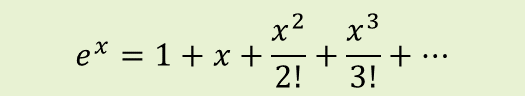 e^x = 1 + x + x^2/2! + x^3/3! + ⋯